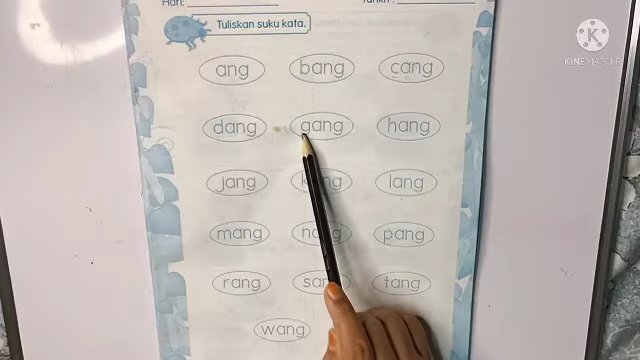 Hari: Tarikh:
Tuliskan suku kata.
ang bang cang
dang gang hang
jang lang
mang pang
rang tang
wang
KINEMASTER